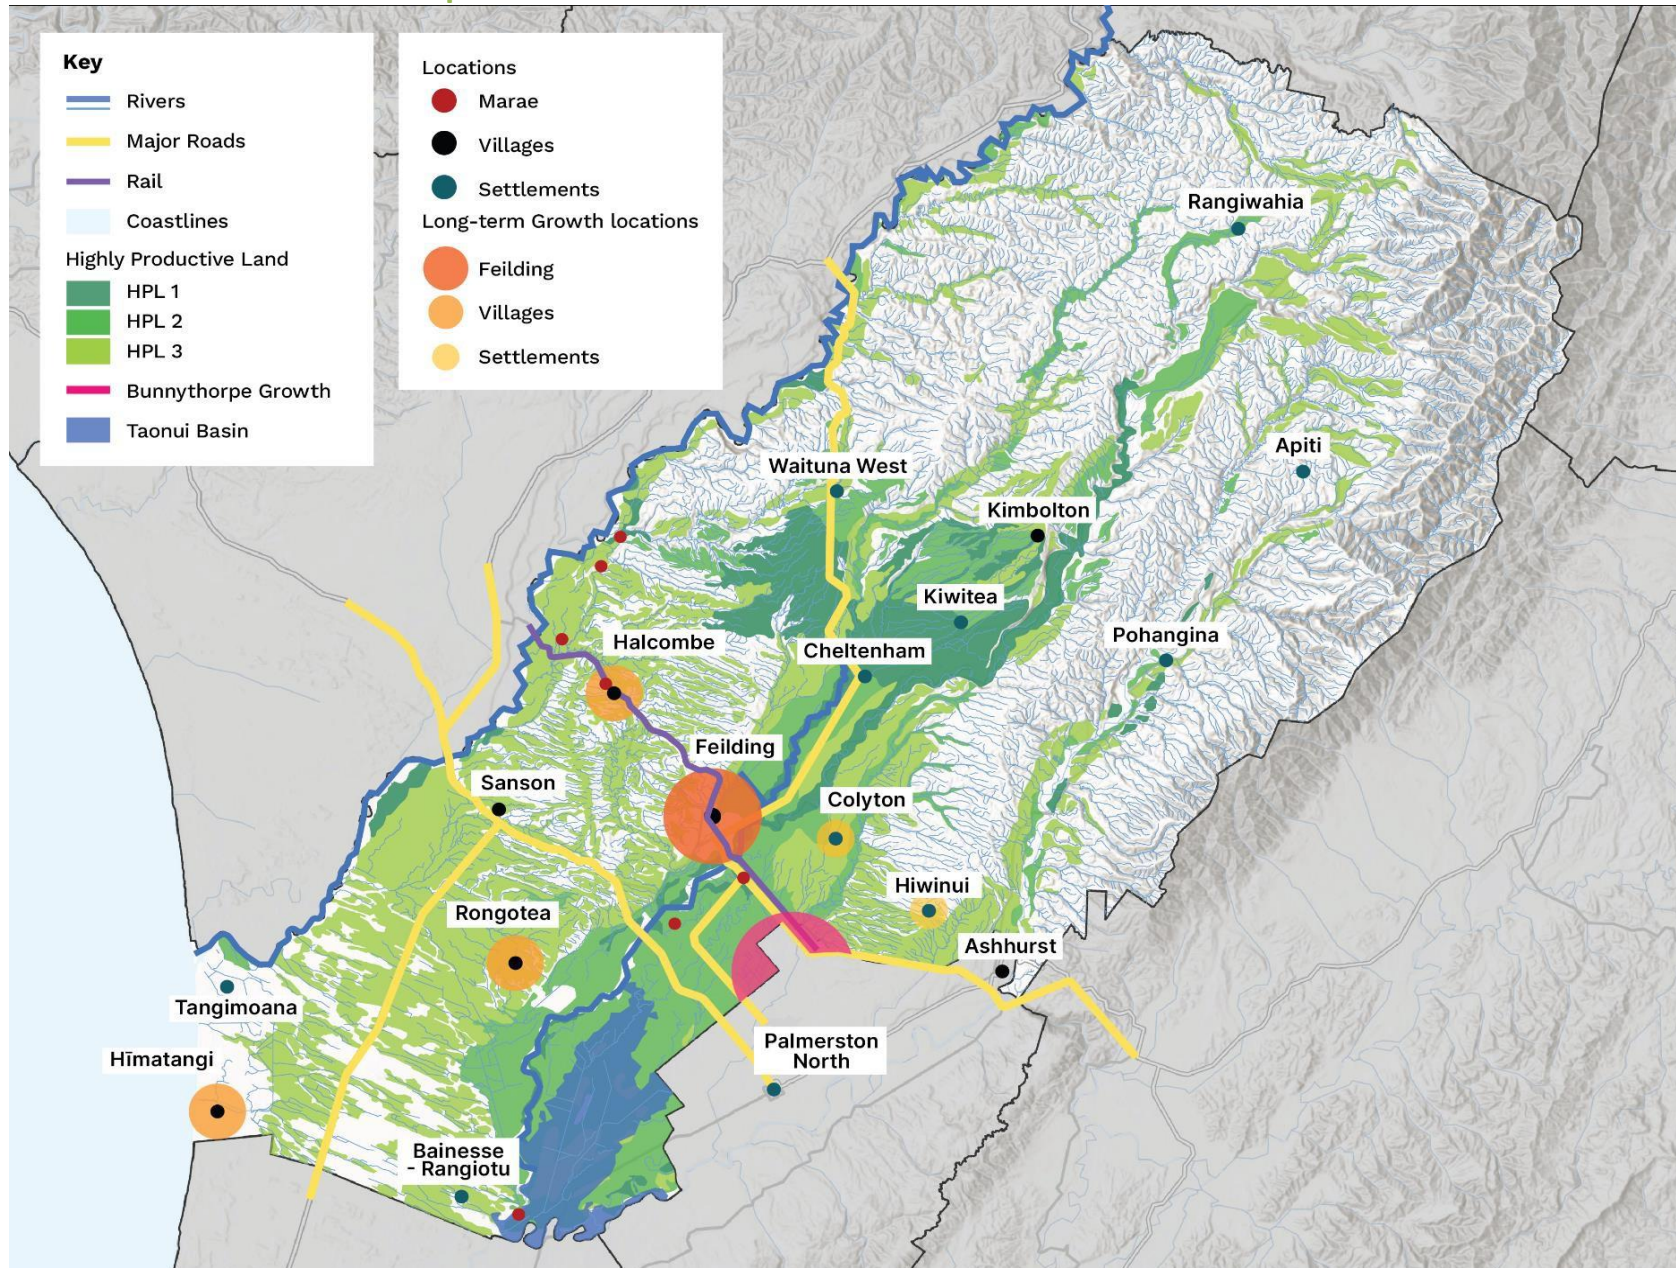 Key
Rivers
Major Roads
Rail
Coastlines
Highly Productive Land
HPL 1
HPL 2
HPL 3
Bunnythorpe Growth
Taonui Basin
Locations
Marae
Villages
Settlements
Long-term Growth locations
Feilding
Villages
Settlements
Rangiwahia
Apiti
Waituna West
Kimbolton
Kiwitea
Pohangina
Halcombe
Cheltenham
Feilding
Sanson
Colyton
Hiwinui
Rongotea
Ashhurst
Tangimoana
Palmerston
North
Hīmatangi
Bainesse
- Rangiotu